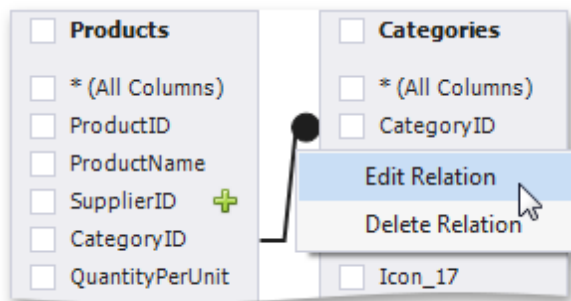 Products
* (All Columns)
ProductID
ProductName
SupplierID
CategoryID
QuantityPerUnit
Categories
* (All Columns)
CategoryID
Edit Relation
Delete Relation
Icon_17